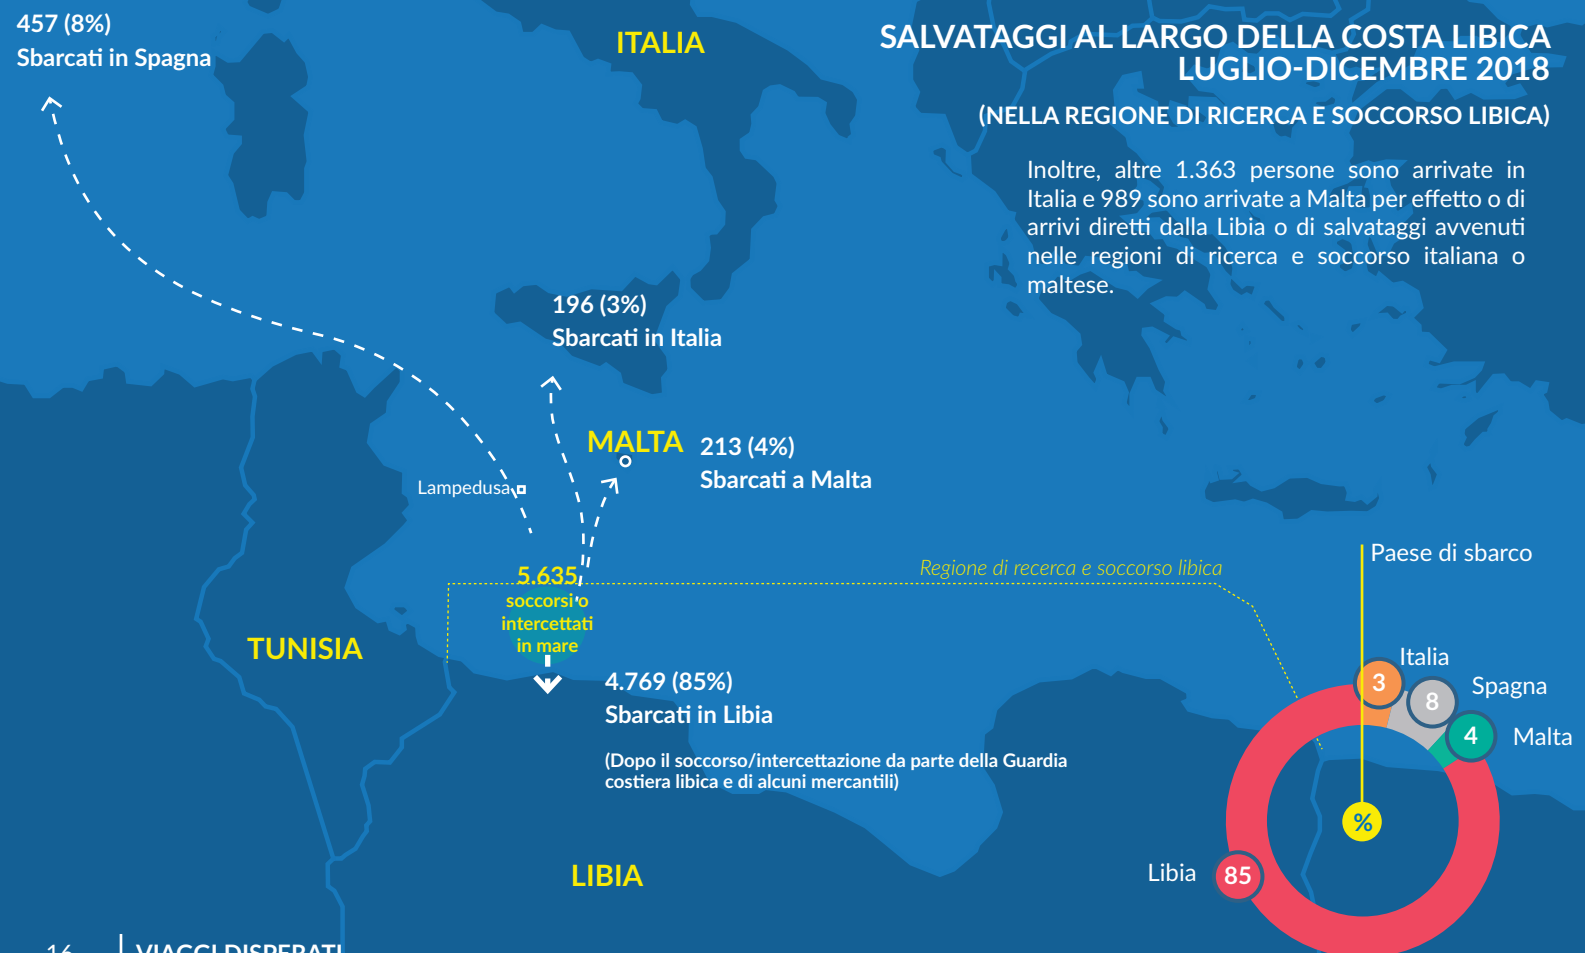 457 (8%)
Sbarcati in Spagna
ITALIA
SALVATAGGI AL LARGO DELLA COSTA LIBICA
LUGLIO-DICEMBRE 2018
(NELLA REGIONE DI RICERCA E SOCCORSO LIBICA)
Inoltre, altre 1.363 persone sono arrivate in
Italia e 989 sono arrivate a Malta per effetto o di
arrivi diretti dalla Libia o di salvataggi avvenuti
nelle regioni di ricerca e soccorso italiana o
maltese.
196 (3%)
Sbarcati in Italia
MALTA
213 (4%)
Sbarcati a Malta
Lampedusa
5.635
soccorsi o
intercettati
in mare
Regione di recerca e soccorso libica
TUNISIA
4.769 (85%)
Sbarcati in Libia
(Dopo il soccorso/intercettazione da parte della Guardia
costiera libica e di alcuni mercantili)
LIBIA
Paese di sbarco
Italia
3
Spagna
8
Malta
4
%
Libia
85
16
VIAGGI DISPERATI